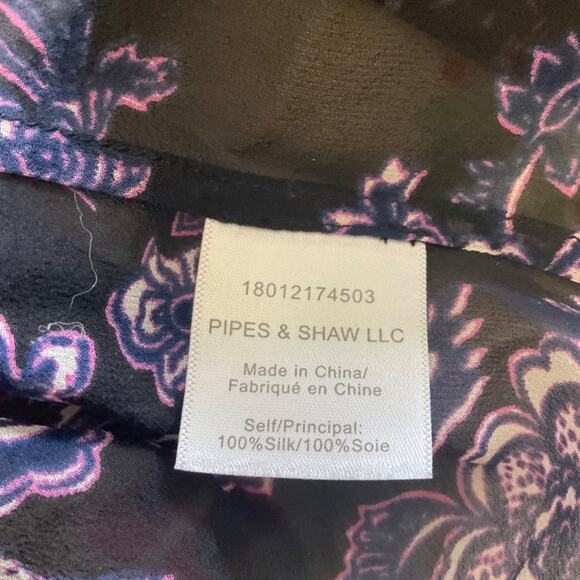 18012174503
PIPES & SHAW LLC
Made in China/
Fabriqué en Chine
Self/Principal:
100%Silk/100%Soie